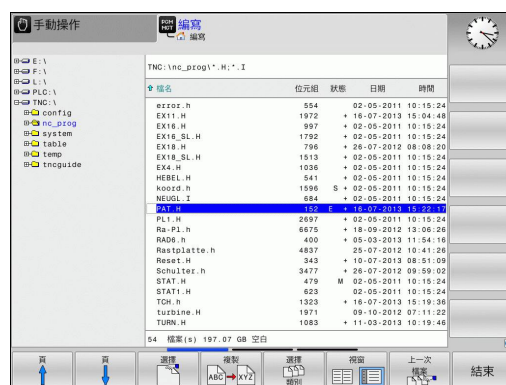 手動操作
PGM
MGT
編寫
編寫
E:\
F:\
L:\
PLC:\
TNC:\
config
nc_prog
system
table
temp
tncguide
TNC:\nc_prog\*.H;*.I
檔名 位元組 狀態 日期 時間
error.h 554 02-05-2011 10:15:24
EX11.H 1972 + 16-07-2013 15:04:48
EX16.H 997 + 02-05-2011 10:15:24
EX16_SL.H 1792 + 02-05-2011 10:15:24
EX18.H 796 + 26-07-2012 08:08:20
EX18_SL.H 1513 + 02-05-2011 10:15:24
EX4.H 1036 + 02-05-2011 10:15:24
HEBEL.H 541 + 02-05-2011 10:15:24
koord.h 1596 S + 02-05-2011 10:15:24
NEUGL.I 684 + 02-05-2011 10:15:24
PAT.H 152 E + 16-07-2013 15:22:17
PL1.H 2697 + 02-05-2011 10:15:24
Ra-Pl.h 6675 + 18-09-2012 13:06:26
RAD6.h 400 + 05-03-2013 11:54:16
Rastplatte.h 4837 25-07-2012 10:41:26
Reset.H 343 + 10-07-2013 08:51:09
Schulter.h 3477 + 26-07-2012 09:59:02
STAT.H 479 M 02-05-2011 10:15:24
STAT1.H 623 02-05-2011 10:15:24
TCH.h 1323 + 16-07-2013 15:19:36
turbine.H 1971 09-10-2012 07:11:22
TURN.H 1083 + 11-03-2013 10:19:46
54 檔案(s) 197.07 GB 空白
頁 頁 選擇 複製 選擇 視窗 上一次
檔案 結束
ABC XYZ
類別